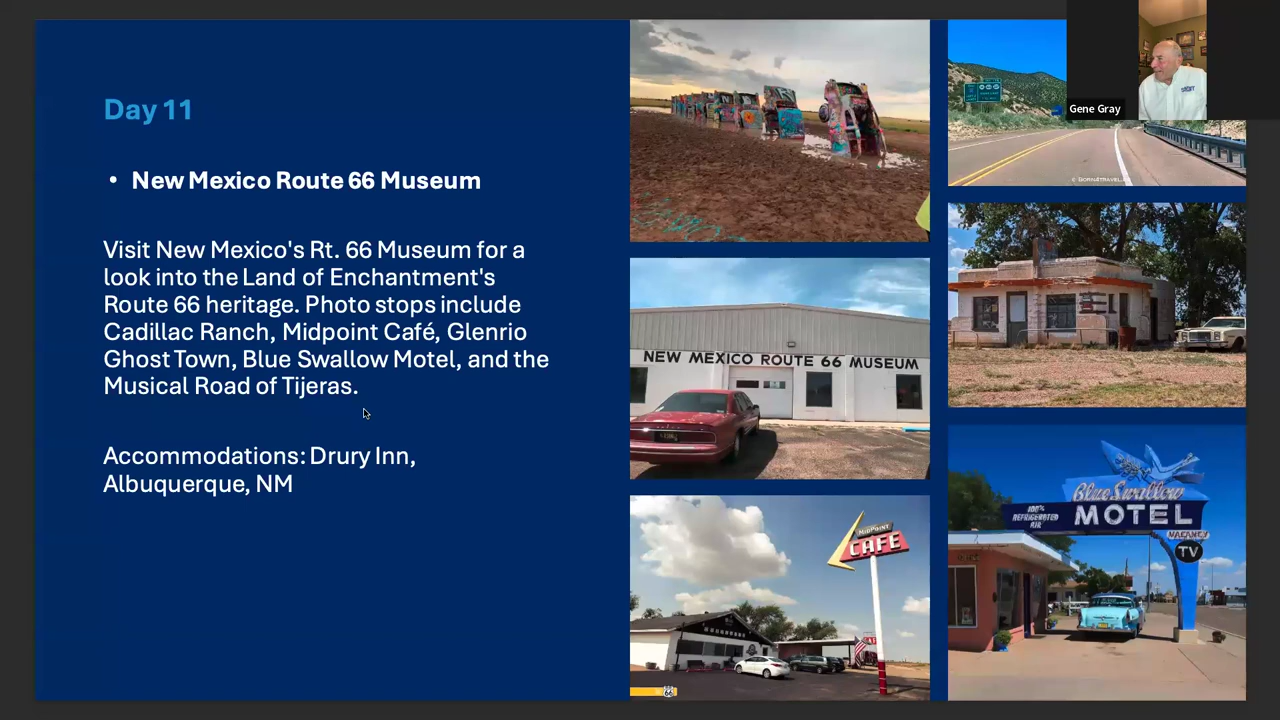 Day 11
• New Mexico Route 66 Museum
Visit New Mexico's Rt. 66 Museum for a
look into the Land of Enchantment's
Route 66 heritage. Photo stops include
Cadillac Ranch, Midpoint Café, Glenrio
Ghost Town, Blue Swallow Motel, and the
Musical Road of Tijeras.
Accommodations: Drury Inn,
Albuquerque, NM
NEW MEXICO ROUTE 66 MUSEUM
MIDPOINT
CAFE
66
Gene Gray
Blue Swallow
100%
REFRIGERATED
AIR
MOTEL
VACANCY
TV